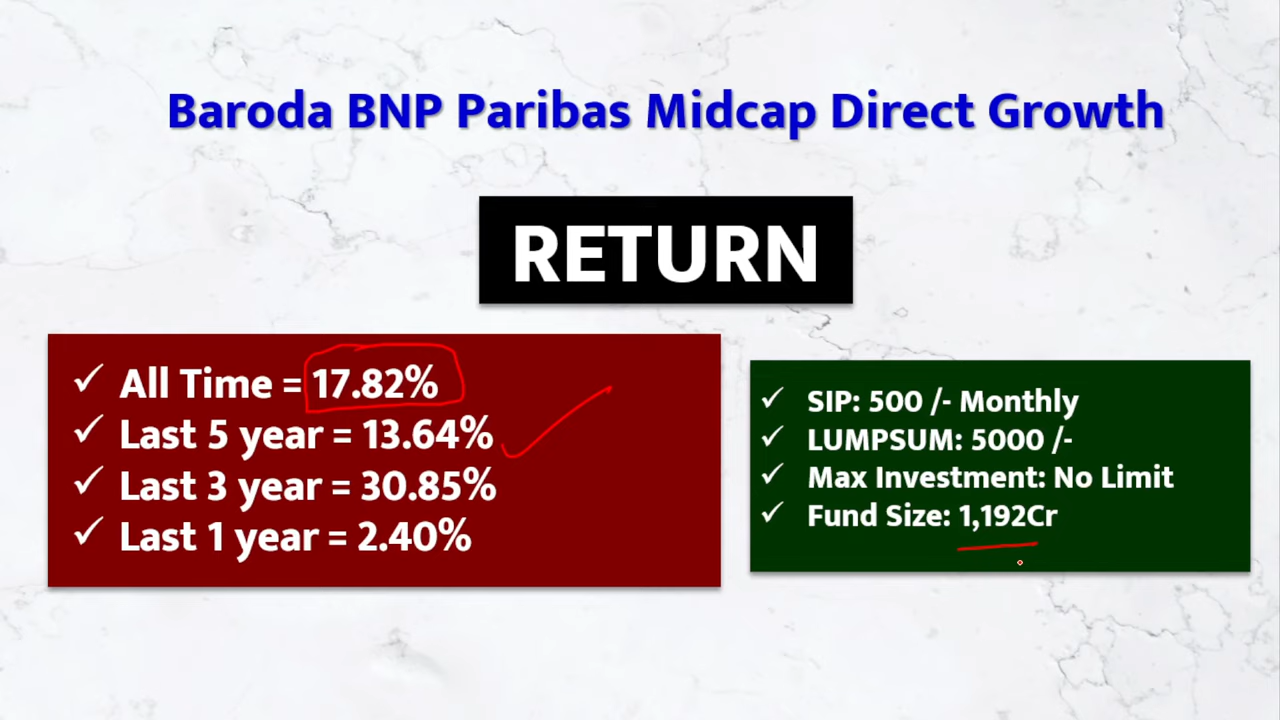 Baroda BNP Paribas Midcap Direct Growth
RETURN
✓ All Time = 17.82%
✓ Last 5 year = 13.64%
✓ Last 3 year = 30.85%
✓ Last 1 year = 2.40%
✓ SIP: 500 /- Monthly
✓ LUMPSUM: 5000 /-
✓ Max Investment: No Limit
✓ Fund Size: 1,192Cr